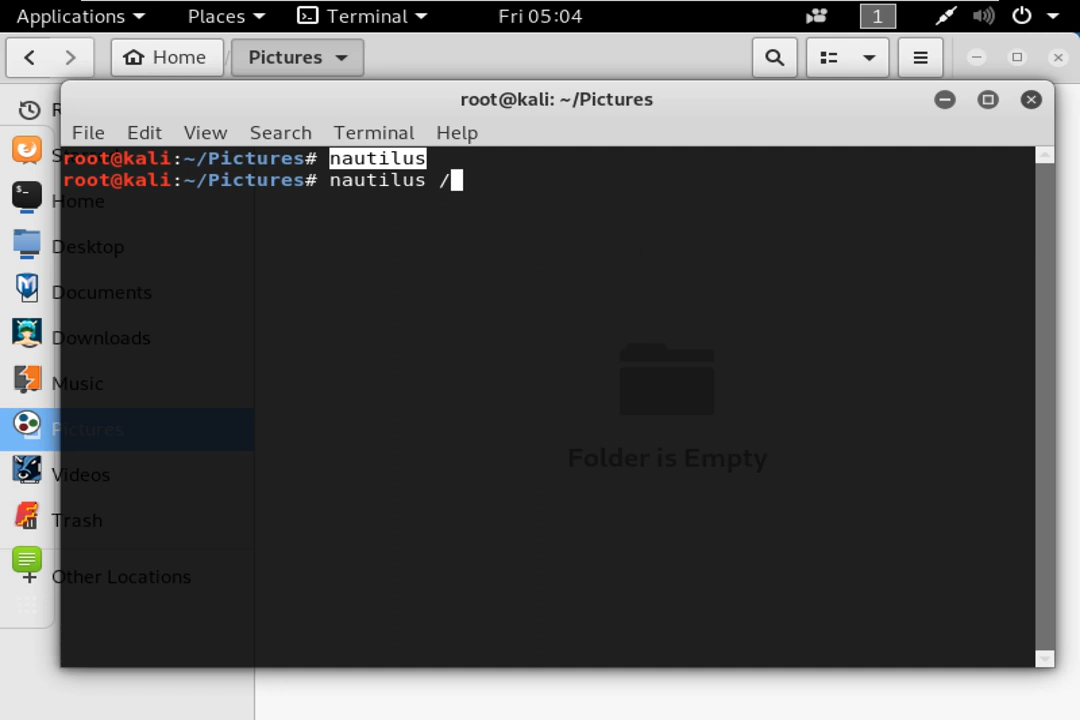 Applications Places Terminal Fri 05:04 1
Home / Pictures
root@kali: ~/Pictures
File Edit View Search Terminal Help
root@kali:~/Pictures# nautilus
root@kali:~/Pictures# nautilus /
Home
Desktop
Documents
Downloads
Music
Pictures
Videos
Trash
+ Other Locations
Folder is Empty